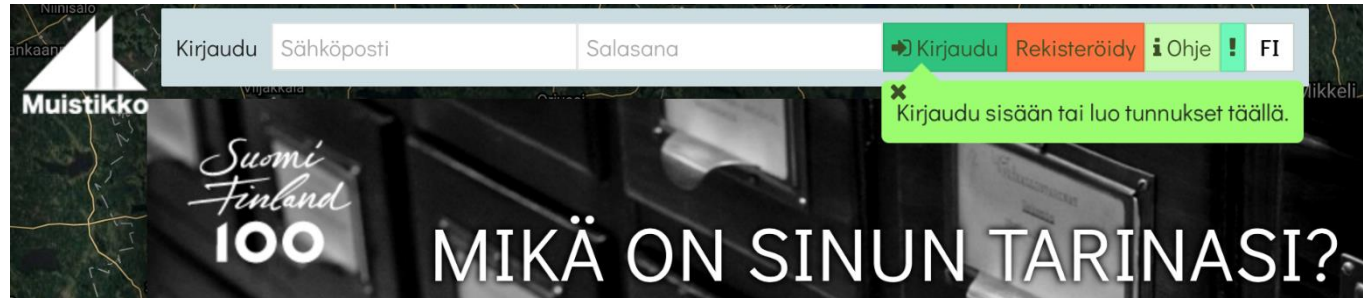 Niinisalo
Kirjaudu Sähköposti Salasana Kirjaudu Rekisteröidy i Ohje ! FI
Muistikko
Kirjaudu sisään tai luo tunnukset täällä.
Suomi
Finland
100
MIKÄ ON SINUN TARINASI?